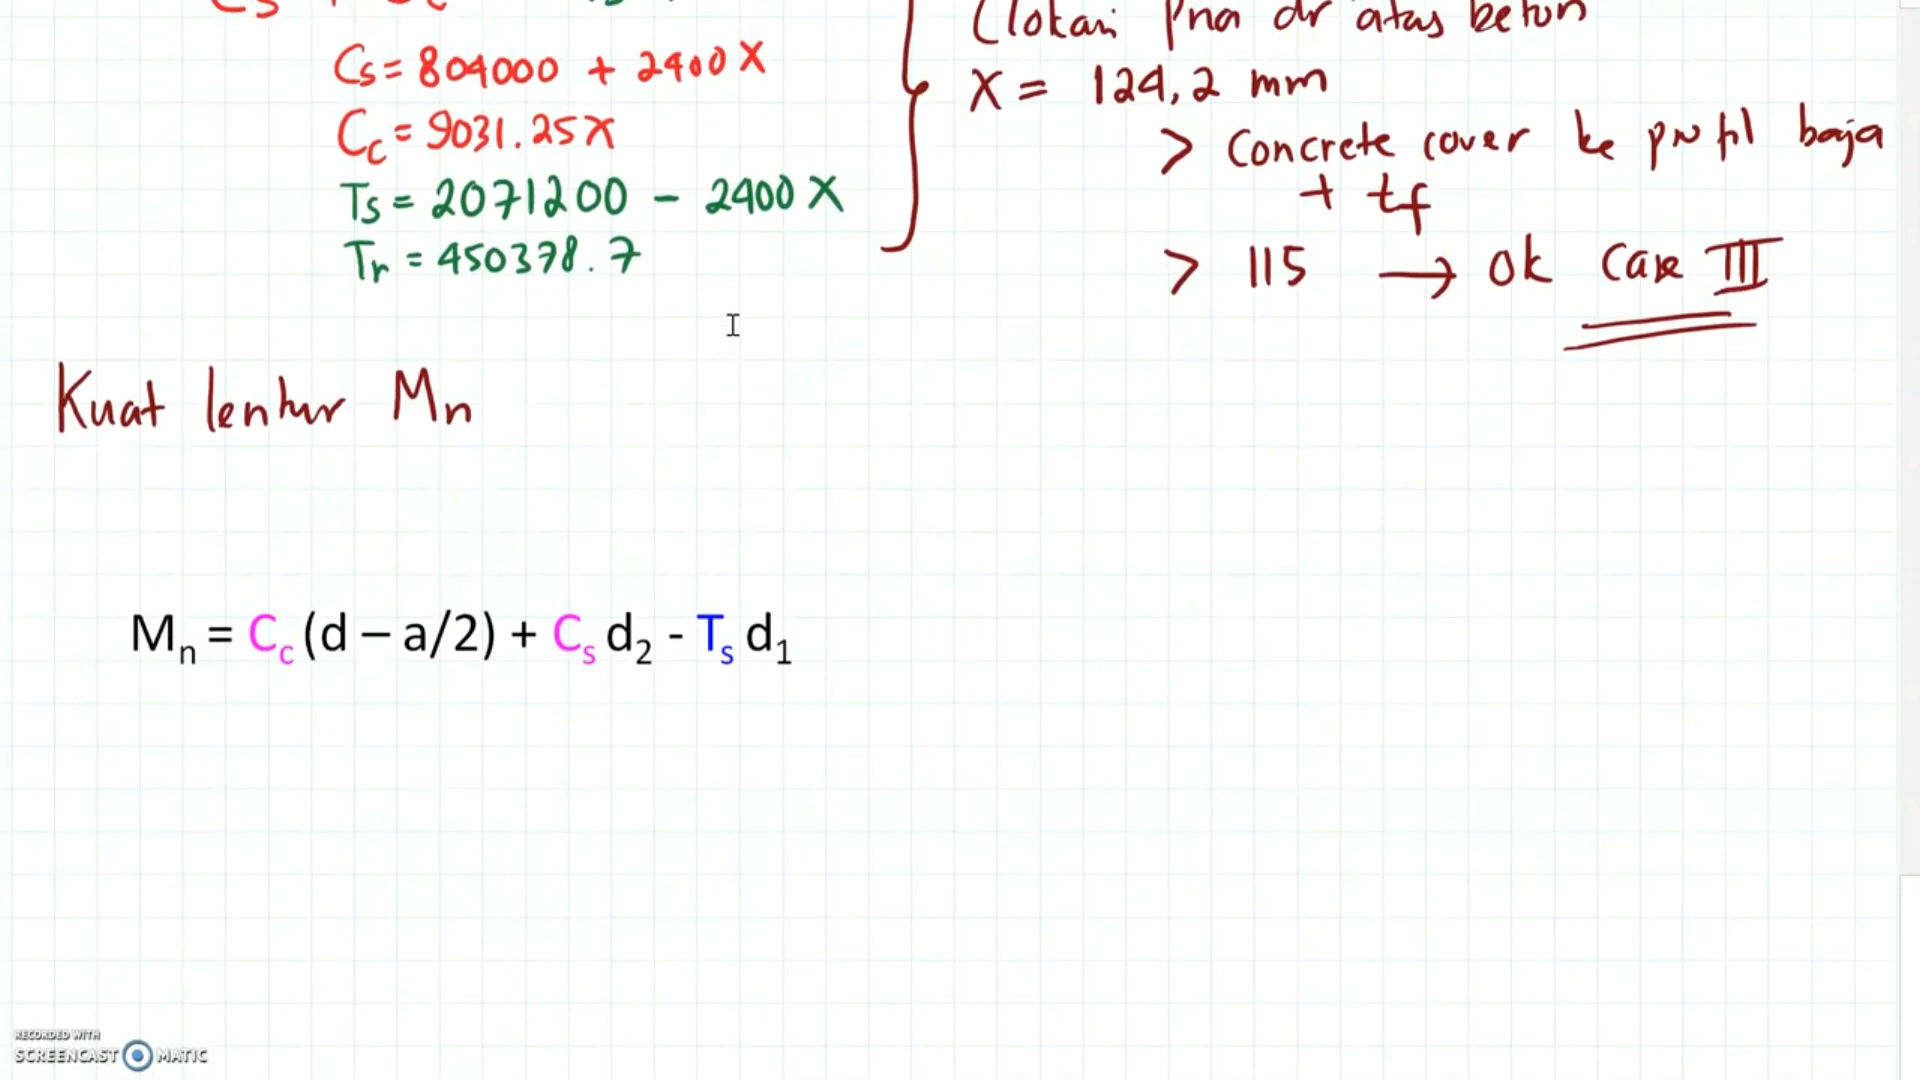 Cs = 804000 + 2400 X
Cc = 9031.25X
Ts = 2071200 - 2400 X
Tr = 450378.7
(lokasi pna dr atas beton
X = 124,2 mm
> Concrete cover ke profil baja
+ tf
> 115 → ok Case III
Kuat lentur Mn
Mn = Cc (d – a/2) + Cs d2 - Ts d1
RECORDED WITH
SCREENCAST MATIC